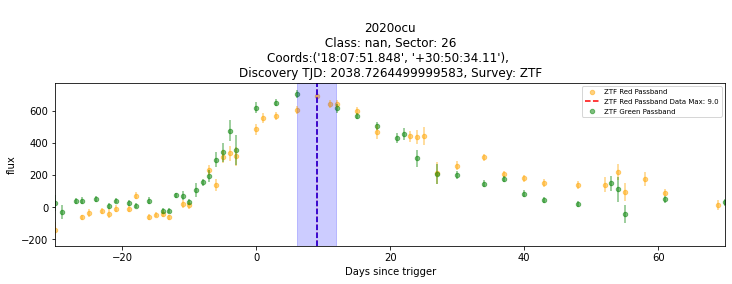 2020ocu
Class: nan, Sector: 26
Coords:('18:07:51.848', '+30:50:34.11'),
Discovery TJD: 2038.7264499999583, Survey: ZTF
ZTF Red Passband
ZTF Red Passband Data Max: 9.0
ZTF Green Passband
600
400
200
0
−200
flux
−20
0
20
40
60
Days since trigger